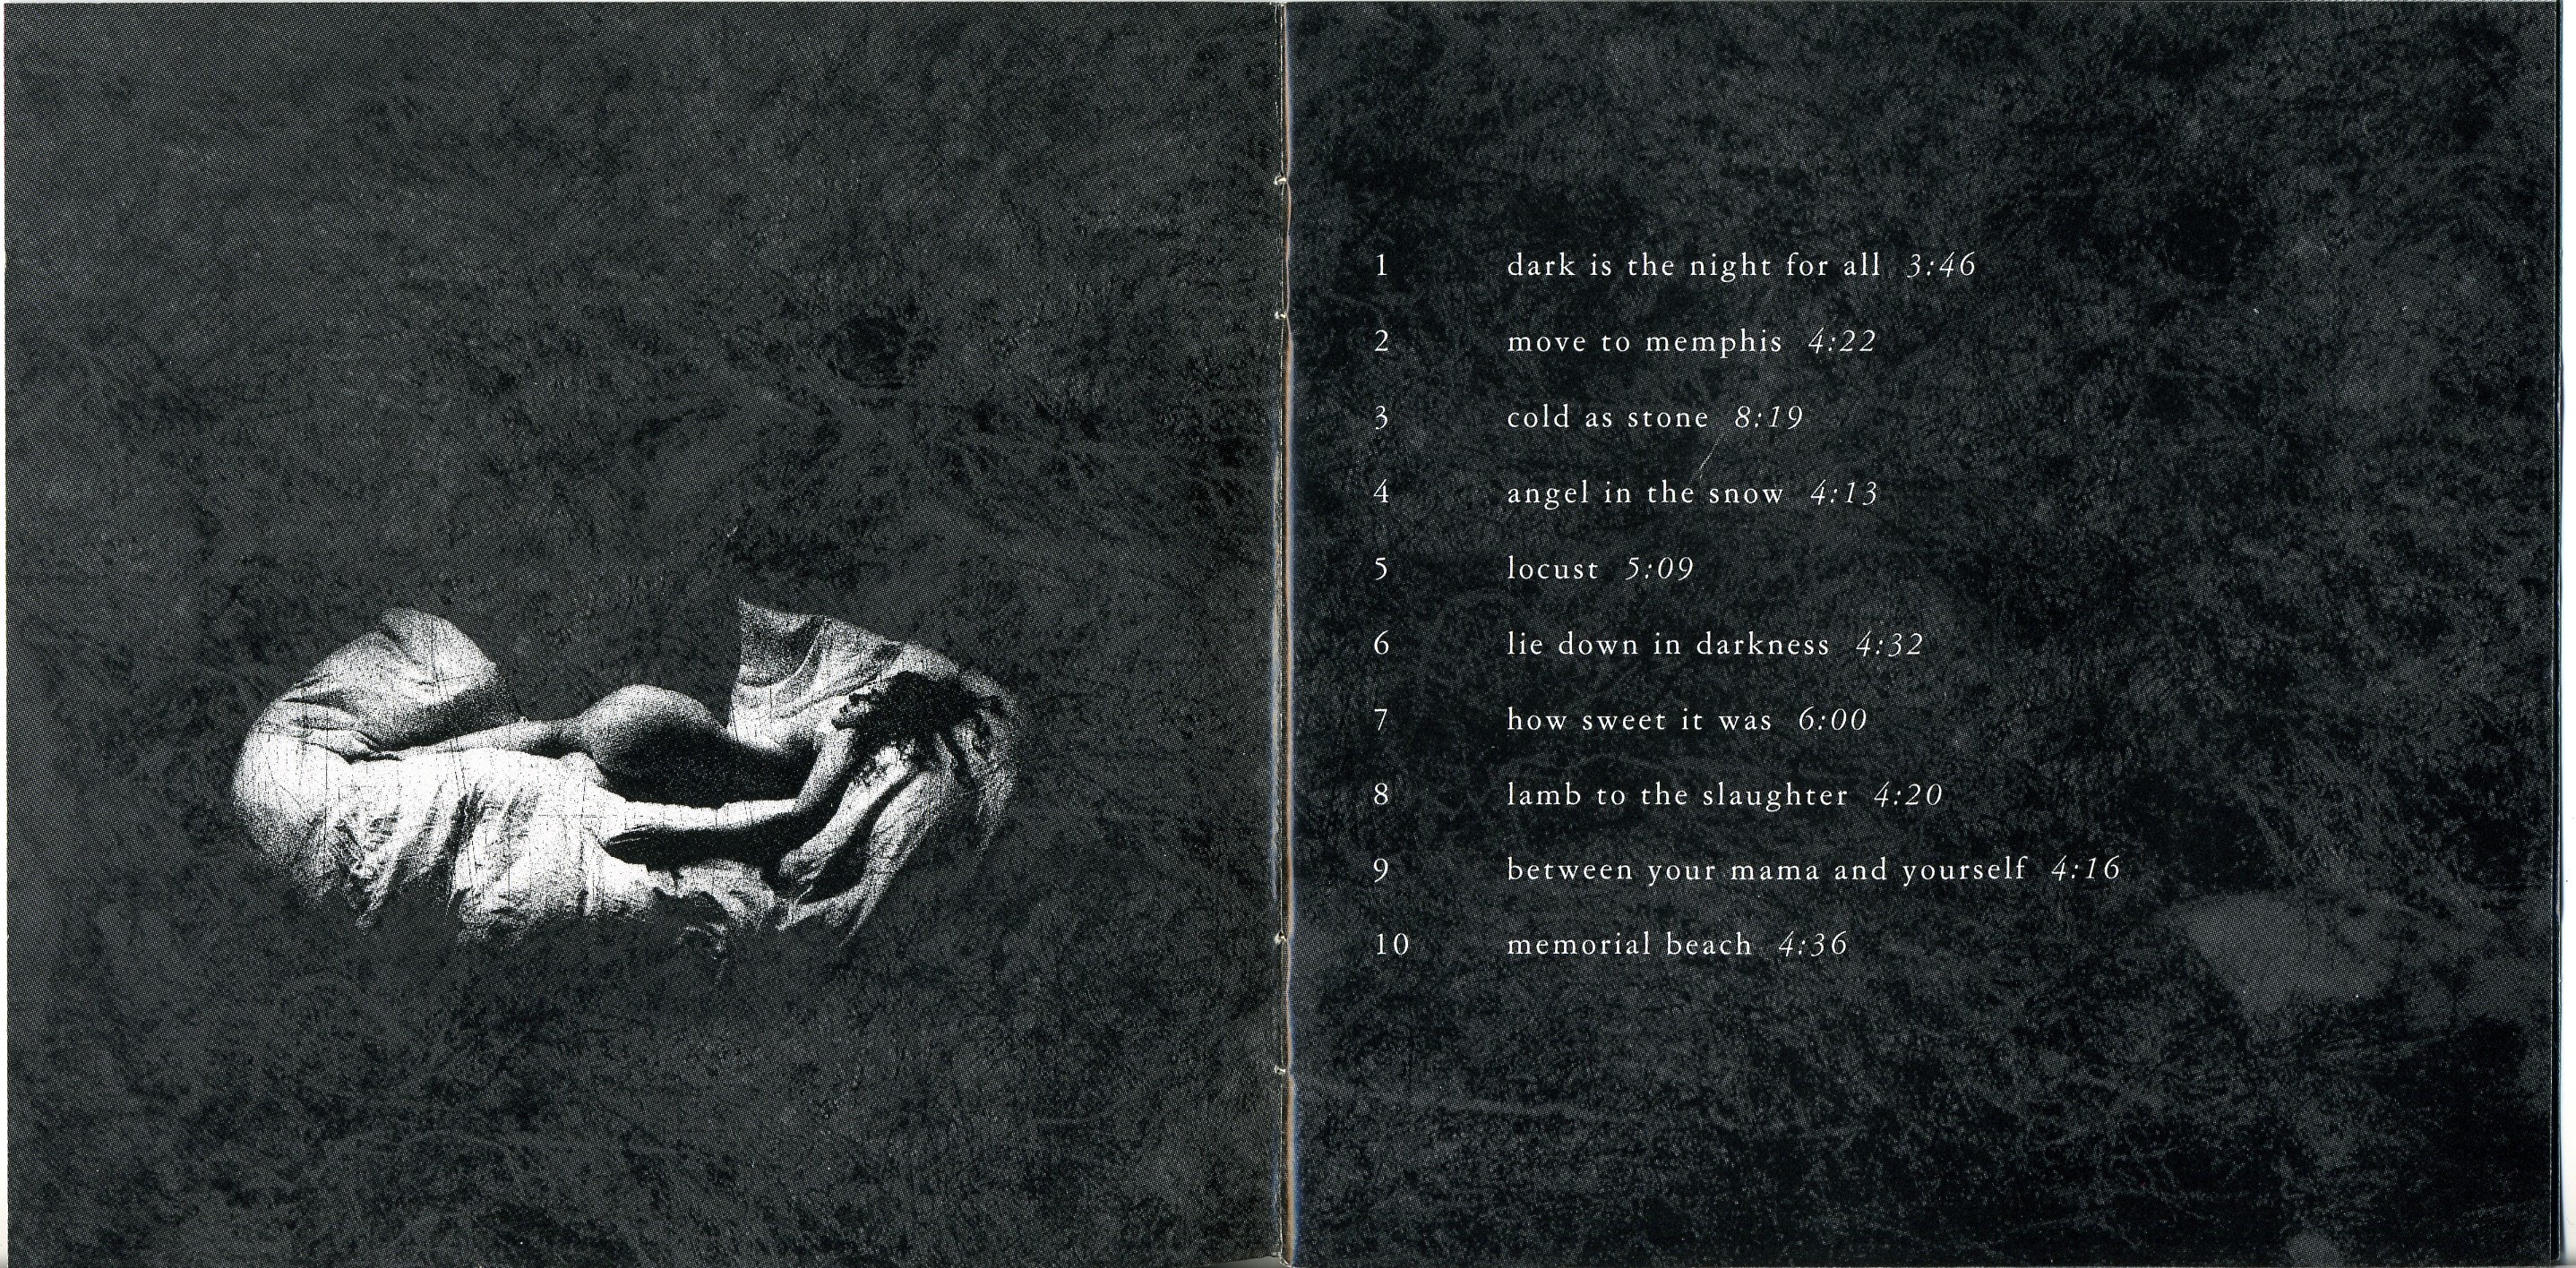 1 dark is the night for all 3:46
2 move to memphis 4:22
3 cold as stone 8:19
4 angel in the snow 4:13
5 locust 5:09
6 lie down in darkness 4:32
7 how sweet it was 6:00
8 lamb to the slaughter 4:20
9 between your mama and yourself 4:16
10 memorial beach 4:36